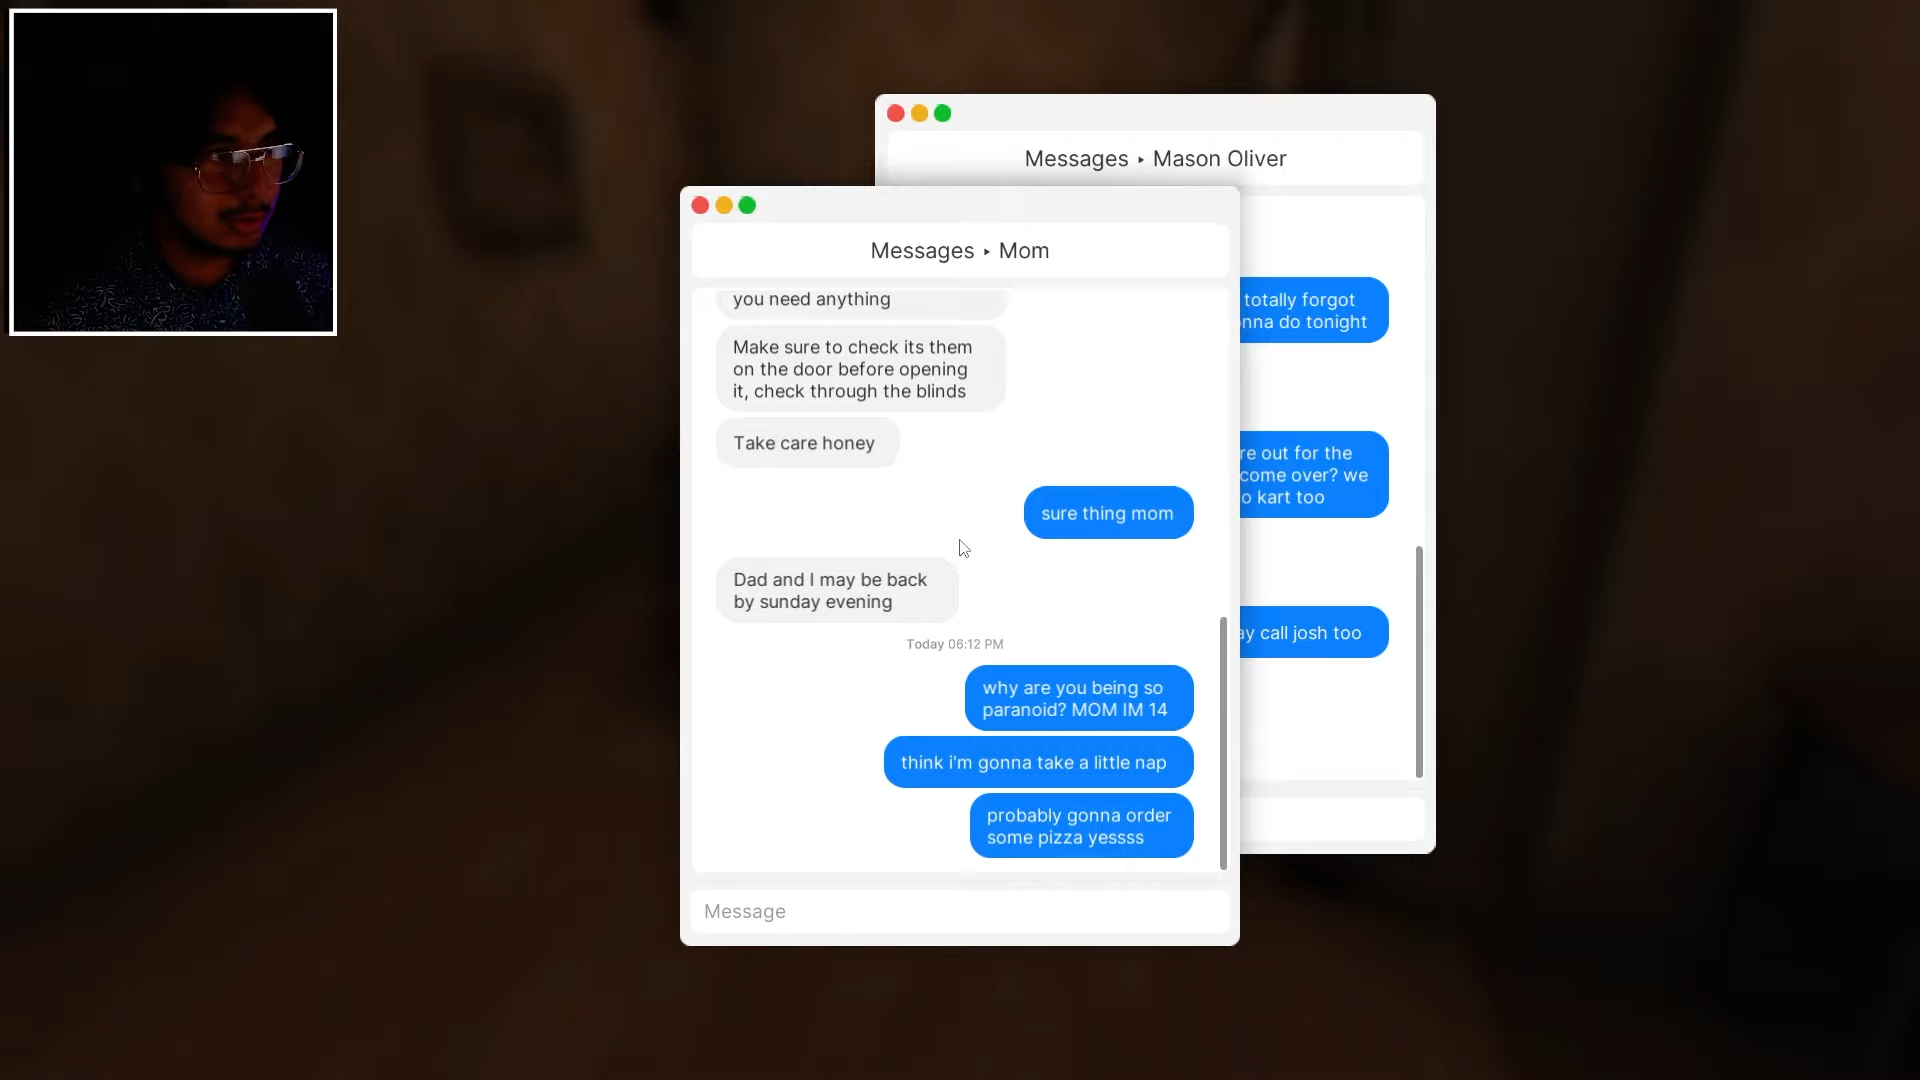 Messages ‣ Mason Oliver
Messages ‣ Mom
you need anything
Make sure to check its them
on the door before opening
it, check through the blinds
Take care honey
sure thing mom
Dad and I may be back
by sunday evening
Today 06:12 PM
why are you being so
paranoid? MOM IM 14
think i'm gonna take a little nap
probably gonna order
some pizza yessss
Message
totally forgot
do tonight
out for the
come over? we
kart too
call josh too